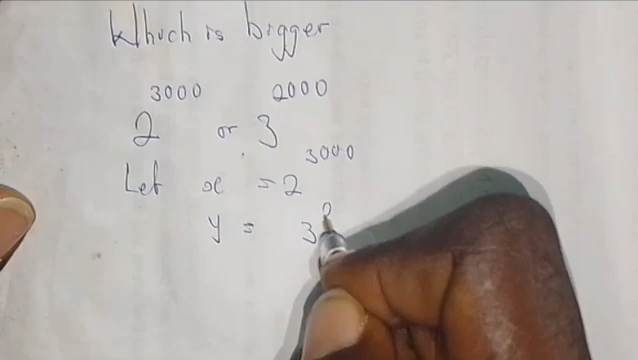 Which is bigger
3000 2000
2 or 3
3000
Let x = 2
y = 3